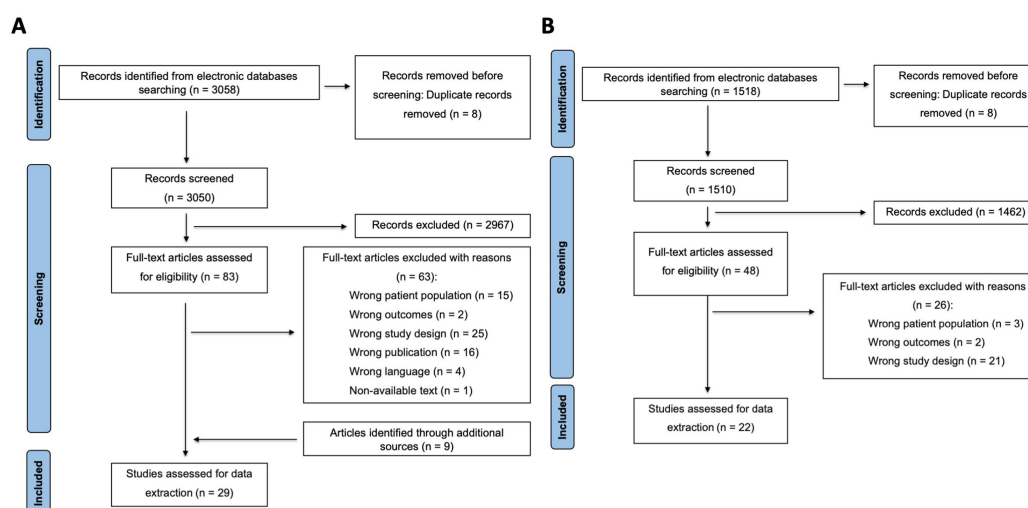 A
Identification
Records identified from electronic databases
searching (n = 3058)
Records removed before
screening: Duplicate records
removed (n = 8)
Screening
Records screened
(n = 3050)
Records excluded (n = 2967)
Full-text articles assessed
for eligibility (n = 83)
Full-text articles excluded with reasons
(n = 63):
Wrong patient population (n = 15)
Wrong outcomes (n = 2)
Wrong study design (n = 25)
Wrong publication (n = 16)
Wrong language (n = 4)
Non-available text (n = 1)
Articles identified through additional
sources (n = 9)
Included
Studies assessed for data
extraction (n = 29)
B
Identification
Records identified from electronic databases
searching (n = 1518)
Records removed before
screening: Duplicate records
removed (n = 8)
Screening
Records screened
(n = 1510)
Records excluded (n = 1462)
Full-text articles assessed
for eligibility (n = 48)
Full-text articles excluded with reasons
(n = 26):
Wrong patient population (n = 3)
Wrong outcomes (n = 2)
Wrong study design (n = 21)
Included
Studies assessed for data
extraction (n = 22)